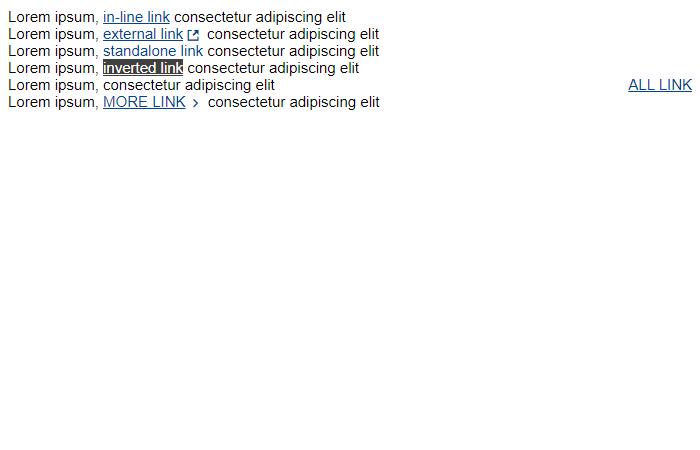 Lorem ipsum, in-line link consectetur adipiscing elit
Lorem ipsum, external link consectetur adipiscing elit
Lorem ipsum, standalone link consectetur adipiscing elit
Lorem ipsum, inverted link consectetur adipiscing elit
Lorem ipsum, consectetur adipiscing elit ALL LINK
Lorem ipsum, MORE LINK consectetur adipiscing elit